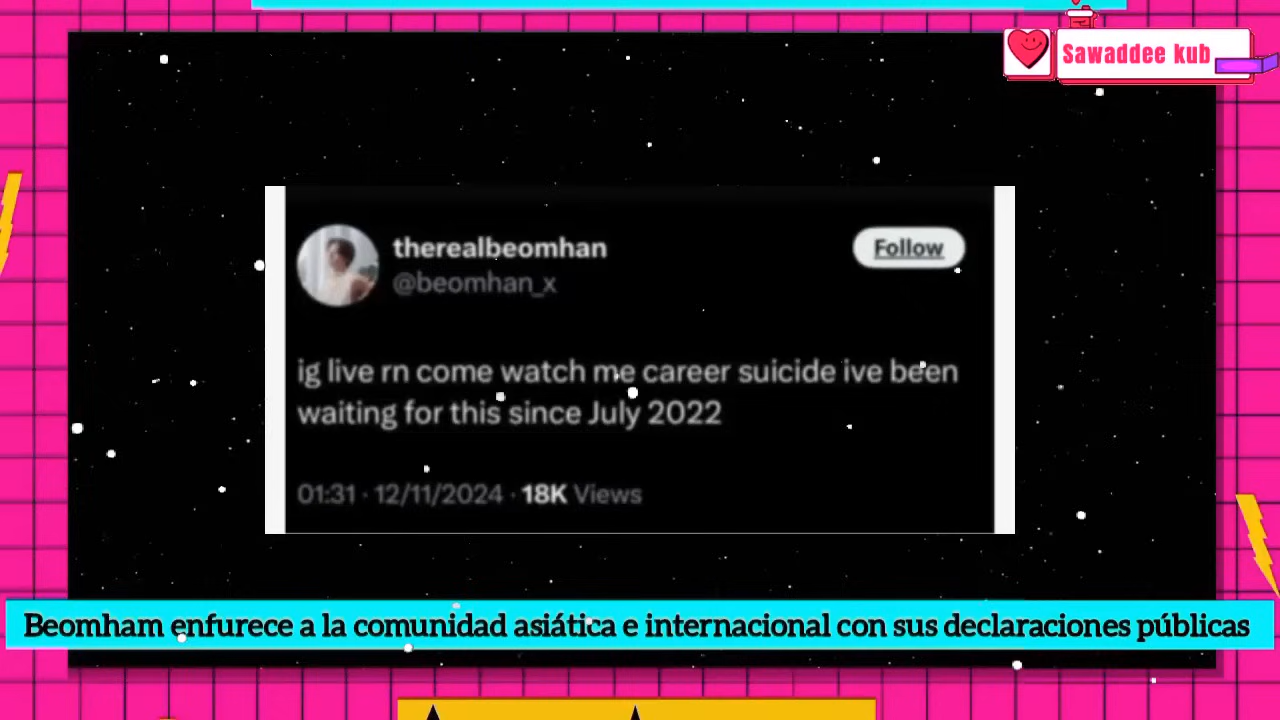 Sawaddee kub
therealbeomhan
Follow
@beomhan_x
ig live rn come watch me career suicide ive been
waiting for this since July 2022
01:31 · 12/11/2024 · 18K Views
Beomham enfurece a la comunidad asiática e internacional con sus declaraciones públicas